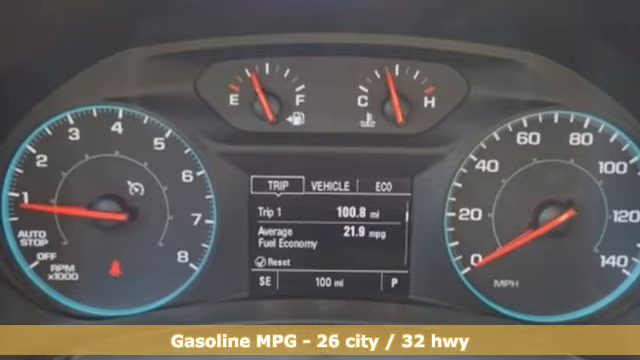 E F
C H
1 2 3 4 5 6 7 8
AUTO
STOP
OFF
RPM
x1000
TRIP VEHICLE ECO
Trip 1 100.8 mi
Average 21.9 mpg
Fuel Economy
Reset
SE 100 mi P
0 20 40 60 80 100 120 140
MPH
Gasoline MPG - 26 city / 32 hwy